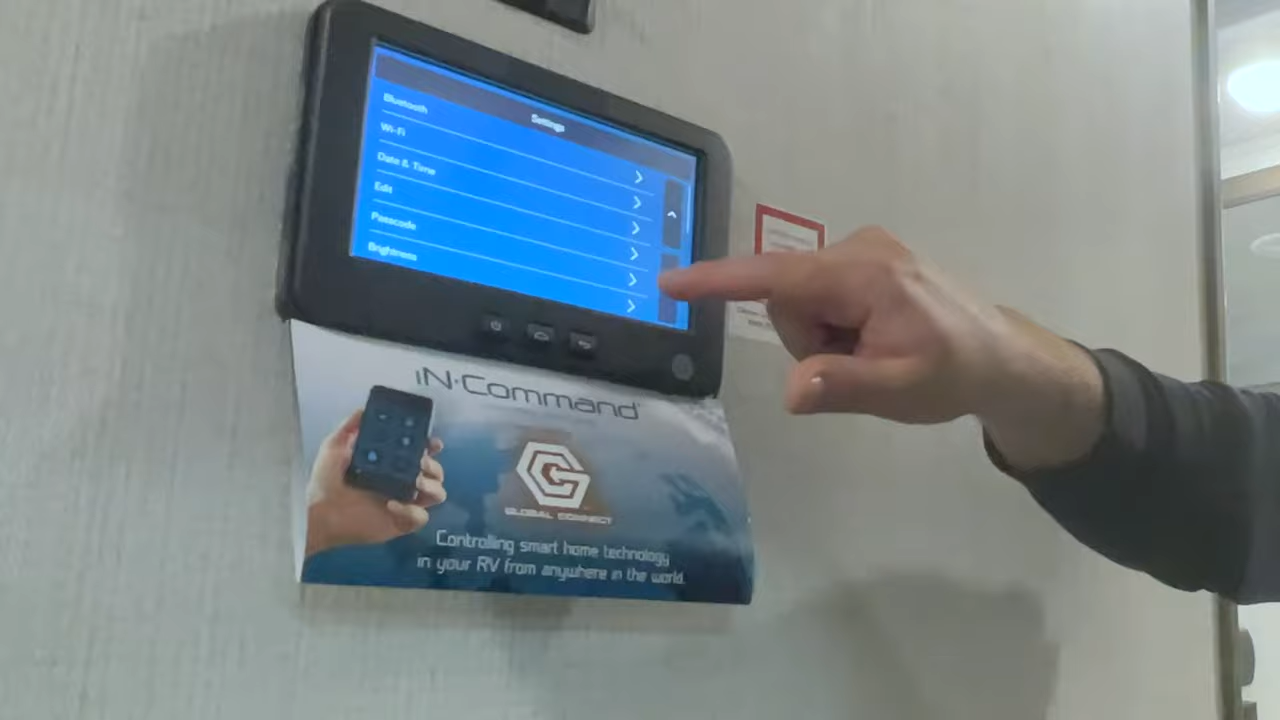 Settings
Bluetooth
Wi-Fi
Date & Time
Edit
Passcode
Brightness
iN·Command
GLOBAL CONNECT
Controlling smart home technology
in your RV from anywhere in the world.